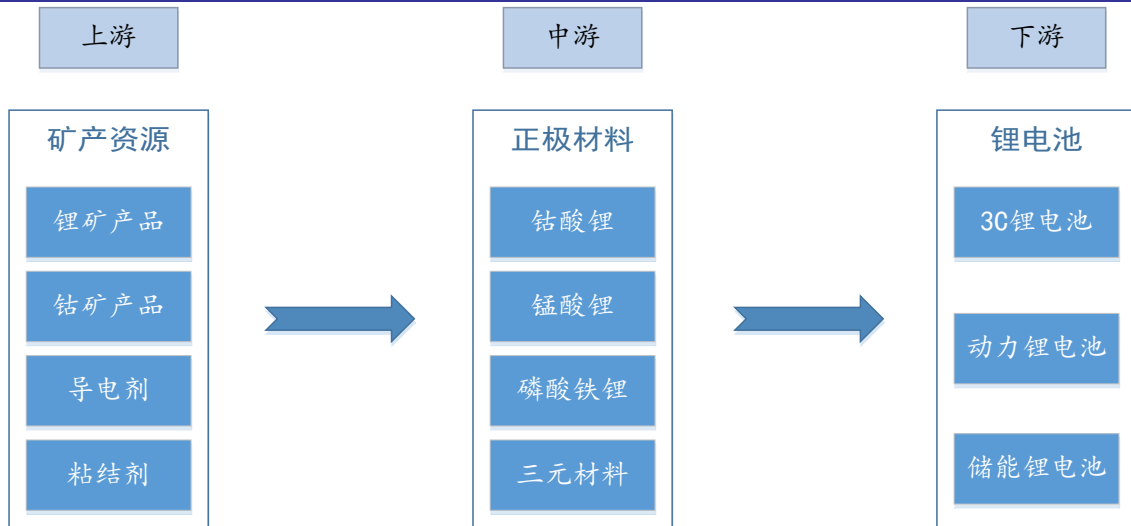 上游
中游
下游
矿产资源
锂矿产品
钴矿产品
导电剂
粘结剂
正极材料
钴酸锂
锰酸锂
磷酸铁锂
三元材料
锂电池
3C锂电池
动力锂电池
储能锂电池